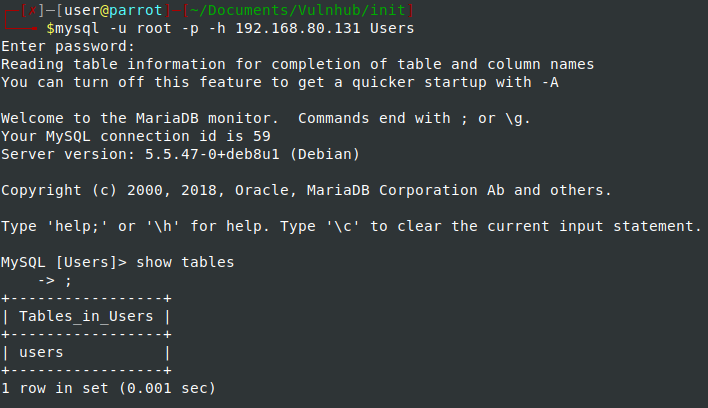 ─[✗]─[user@parrot]─[~/Documents/Vulnhub/init]
──── $mysql -u root -p -h 192.168.80.131 Users
Enter password:
Reading table information for completion of table and column names
You can turn off this feature to get a quicker startup with -A

Welcome to the MariaDB monitor.  Commands end with ; or \g.
Your MySQL connection id is 59
Server version: 5.5.47-0+deb8u1 (Debian)

Copyright (c) 2000, 2018, Oracle, MariaDB Corporation Ab and others.

Type 'help;' or '\h' for help. Type '\c' to clear the current input statement.

MySQL [Users]> show tables
    -> ;
+-----------------+
| Tables_in_Users |
+-----------------+
| users           |
+-----------------+
1 row in set (0.001 sec)